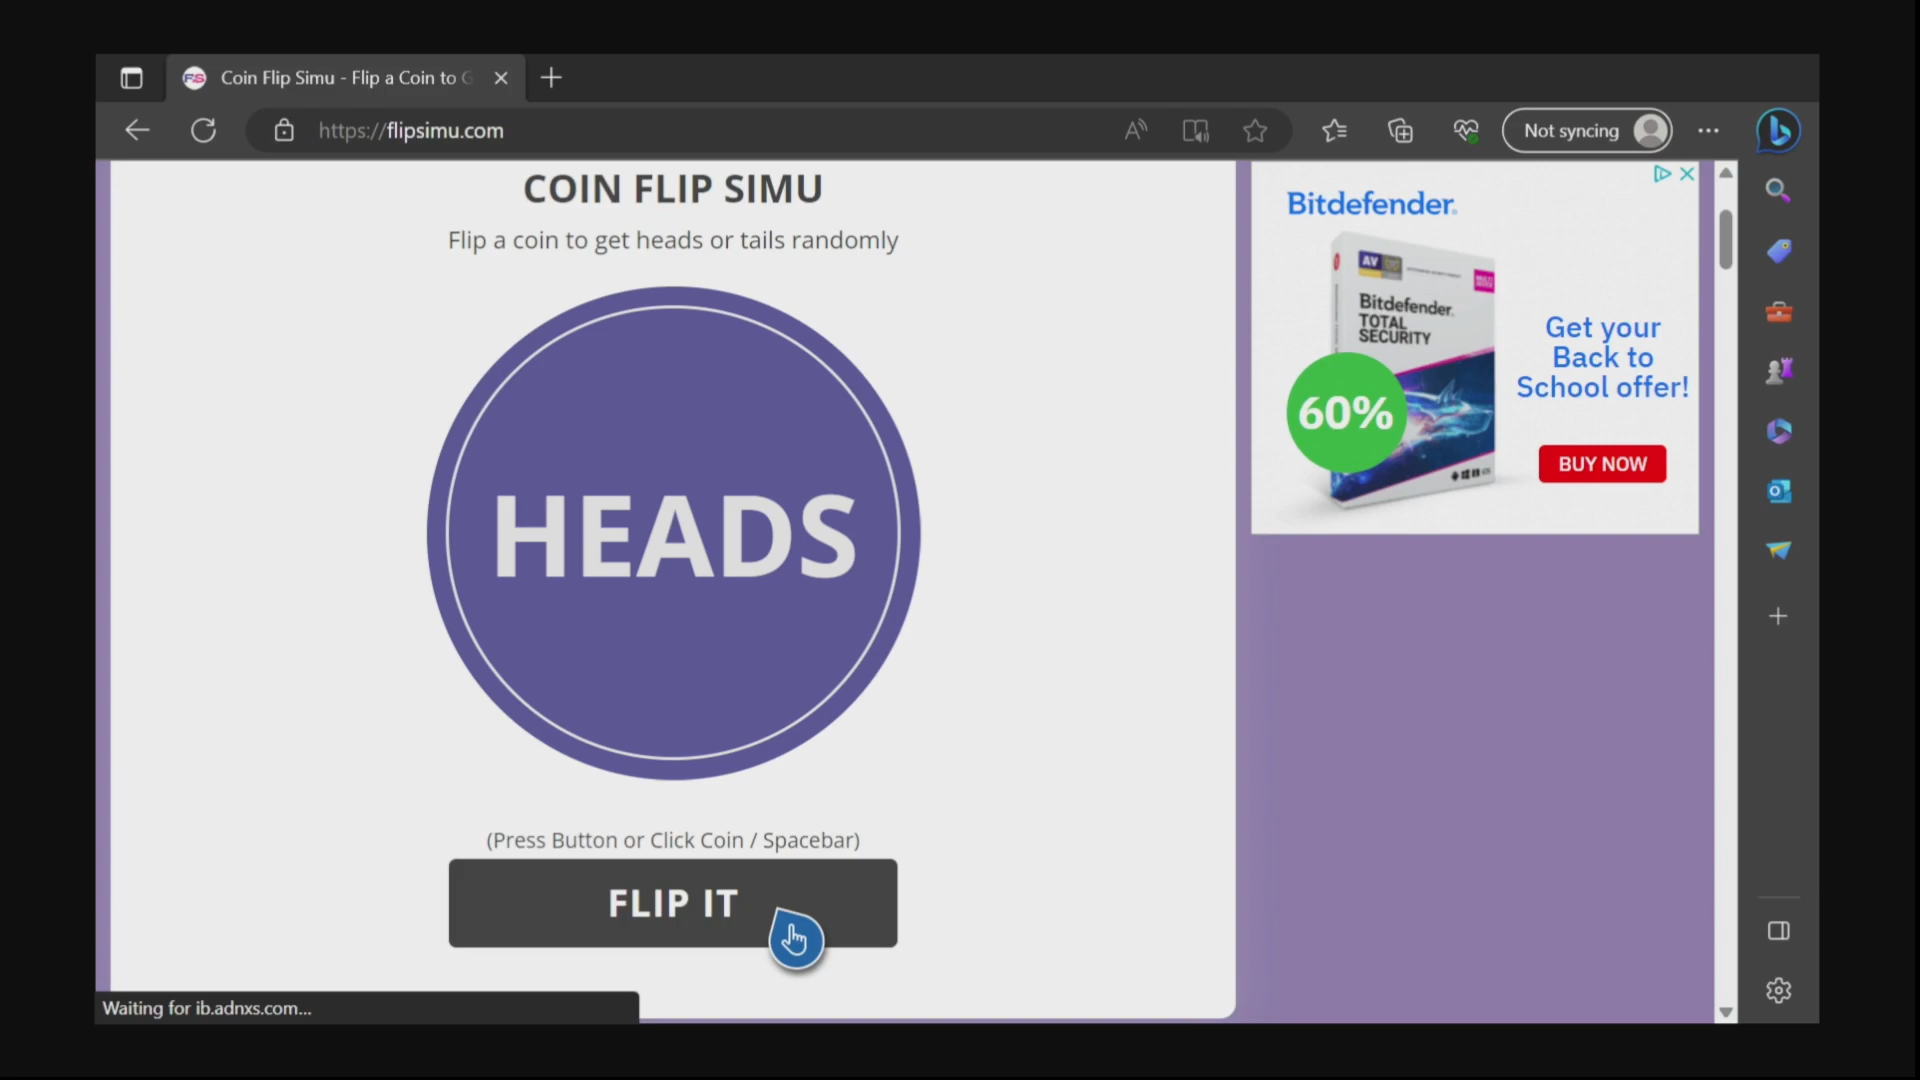 Coin Flip Simu - Flip a Coin to G
https://flipsimu.com
Not syncing
COIN FLIP SIMU
Flip a coin to get heads or tails randomly
HEADS
(Press Button or Click Coin / Spacebar)
FLIP IT
Waiting for ib.adnxs.com...
Bitdefender.
AV
Bitdefender.
TOTAL
SECURITY
60%
Get your
Back to
School offer!
BUY NOW